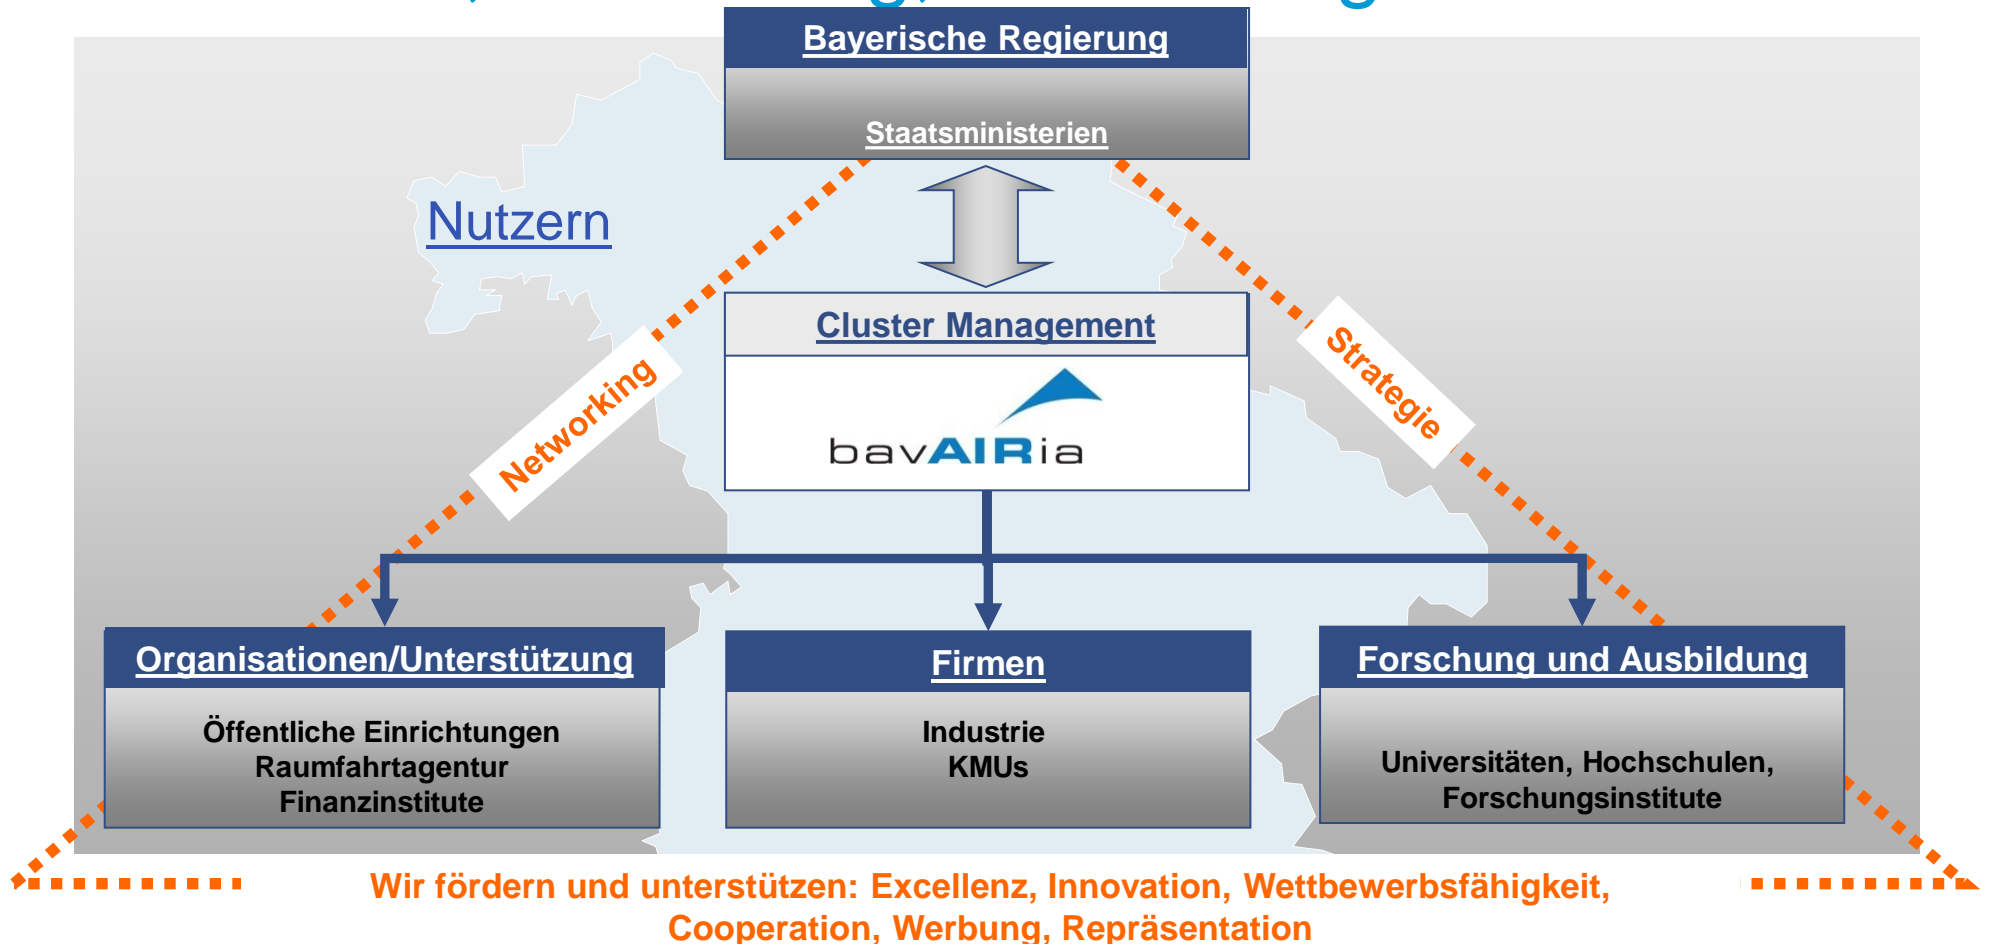 Bayerische Regierung
Staatsministerien
Nutzern
Cluster Management
bavAIRia
Networking
Strategie
Organisationen/Unterstützung
Öffentliche Einrichtungen
Raumfahrtagentur
Finanzinstitute
Firmen
Industrie
KMUs
Forschung und Ausbildung
Universitäten, Hochschulen,
Forschungsinstitute
Wir fördern und unterstützen: Excellenz, Innovation, Wettbewerbsfähigkeit,
Cooperation, Werbung, Repräsentation